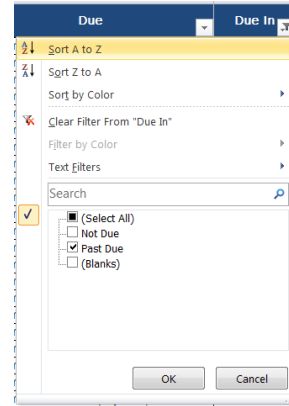 Due
Due In
Sort A to Z
Sort Z to A
Sort by Color
Clear Filter From "Due In"
Filter by Color
Text Filters
Search
(Select All)
Not Due
Past Due
(Blanks)
OK
Cancel